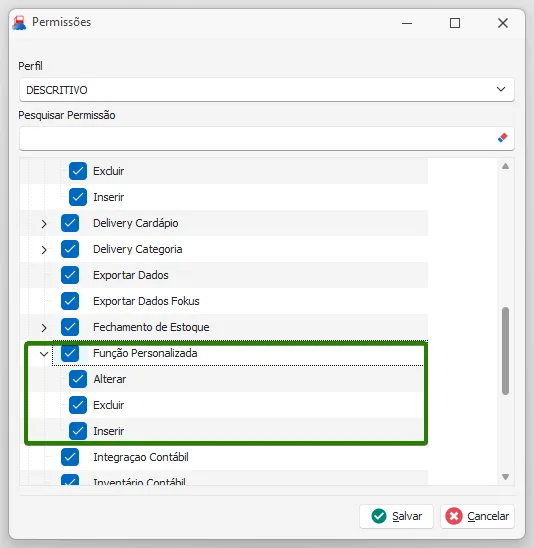 Permissões
Perfil
DESCRITIVO
Pesquisar Permissão
Excluir
Inserir
Delivery Cardápio
Delivery Categoria
Exportar Dados
Exportar Dados Fokus
Fechamento de Estoque
Função Personalizada
Alterar
Excluir
Inserir
Integraçao Contábil
Inventário Contábil
Salvar
Cancelar